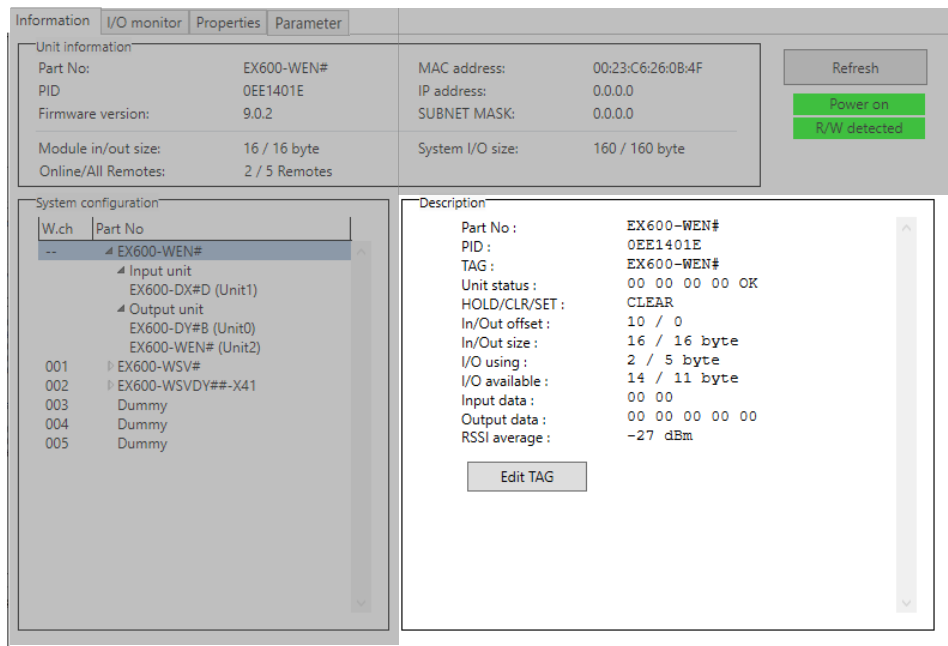 Information I/O monitor Properties Parameter
Unit information
Part No: EX600-WEN# MAC address: 00:23:C6:26:0B:4F Refresh
PID 0EE1401E IP address: 0.0.0.0 Power on
Firmware version: 9.0.2 SUBNET MASK: 0.0.0.0 R/W detected
Module in/out size: 16 / 16 byte System I/O size: 160 / 160 byte
Online/All Remotes: 2 / 5 Remotes
System configuration
W.ch Part No
-- EX600-WEN#
Input unit
EX600-DX#D (Unit1)
Output unit
EX600-DY#B (Unit0)
EX600-WEN# (Unit2)
001 EX600-WSV#
002 EX600-WSVDY##-X41
003 Dummy
004 Dummy
005 Dummy
Description
Part No : EX600-WEN#
PID : 0EE1401E
TAG : EX600-WEN#
Unit status : 00 00 00 00 OK
HOLD/CLR/SET : CLEAR
In/Out offset : 10 / 0
In/Out size : 16 / 16 byte
I/O using : 2 / 5 byte
I/O available : 14 / 11 byte
Input data : 00 00
Output data : 00 00 00 00 00
RSSI average : -27 dBm
Edit TAG